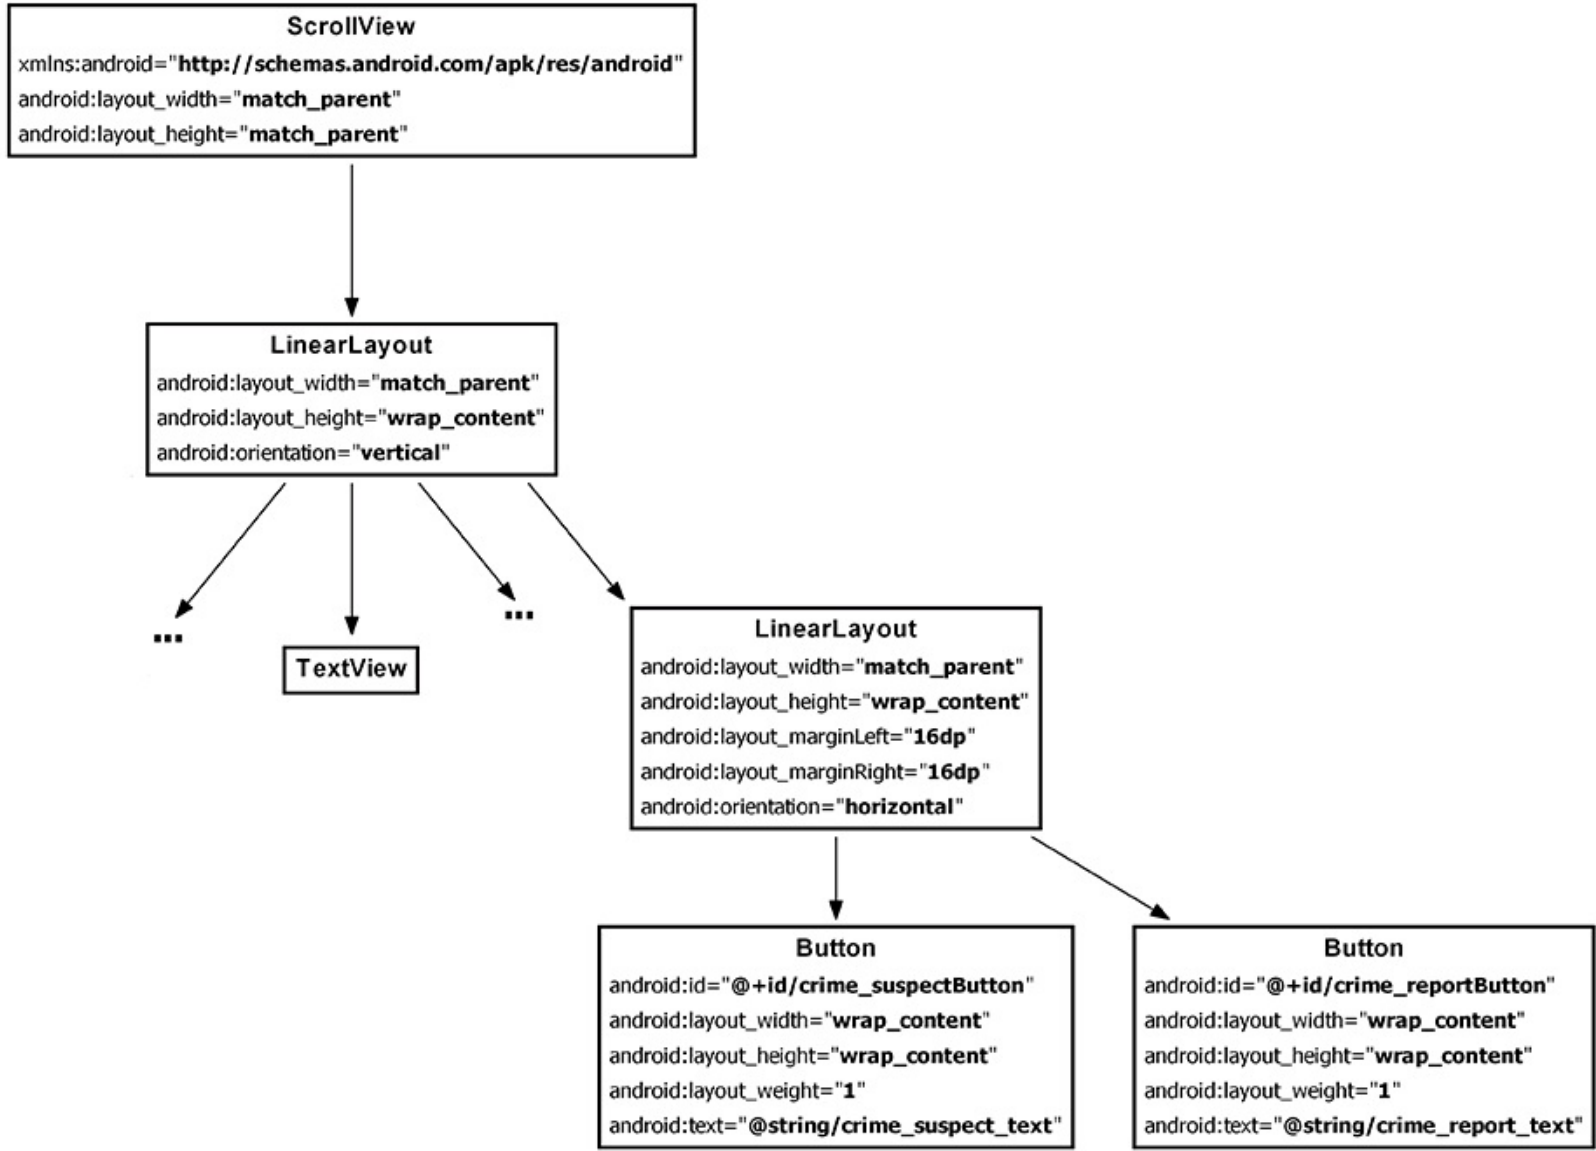 ScrollView
xmlns:android="http://schemas.android.com/apk/res/android"
android:layout_width="match_parent"
android:layout_height="match_parent"
LinearLayout
android:layout_width="match_parent"
android:layout_height="wrap_content"
android:orientation="vertical"
...
TextView
...
LinearLayout
android:layout_width="match_parent"
android:layout_height="wrap_content"
android:layout_marginLeft="16dp"
android:layout_marginRight="16dp"
android:orientation="horizontal"
Button
android:id="@+id/crime_suspectButton"
android:layout_width="wrap_content"
android:layout_height="wrap_content"
android:layout_weight="1"
android:text="@string/crime_suspect_text"
Button
android:id="@+id/crime_reportButton"
android:layout_width="wrap_content"
android:layout_height="wrap_content"
android:layout_weight="1"
android:text="@string/crime_report_text"